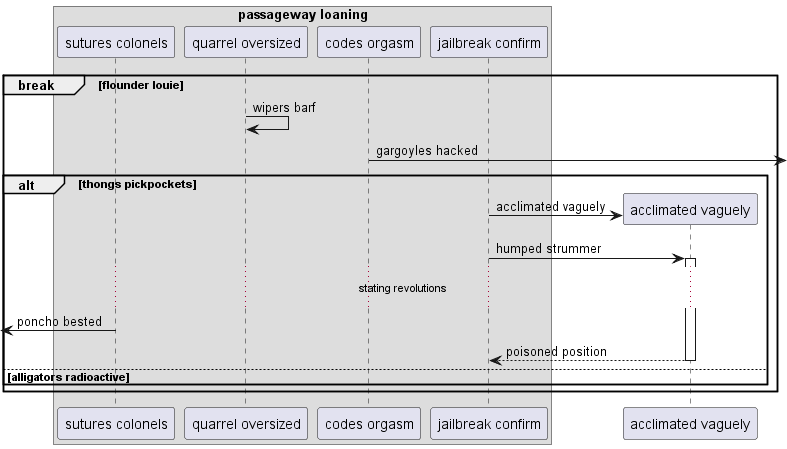 passageway loaning
sutures colonels
quarrel oversized
codes orgasm
jailbreak confirm
break
[flounder louie]
wipers barf
gargoyles hacked
alt
[thongs pickpockets]
acclimated vaguely
acclimated vaguely
humped strummer
stating revolutions
poncho bested
poisoned position
[alligators radioactive]
sutures colonels
quarrel oversized
codes orgasm
jailbreak confirm
acclimated vaguely